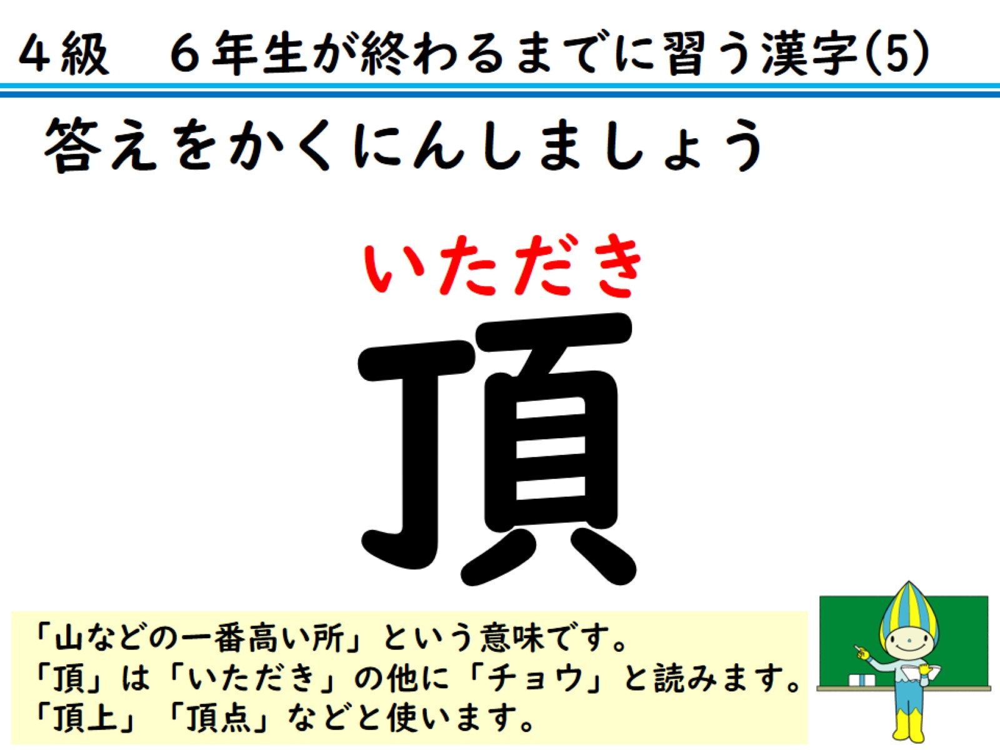 ４級　６年生が終わるまでに習う漢字(5)
答えをかくにんしましょう
いただき
頂
「山などの一番高い所」という意味です。
「頂」は「いただき」の他に「チョウ」と読みます。
「頂上」「頂点」などと使います。